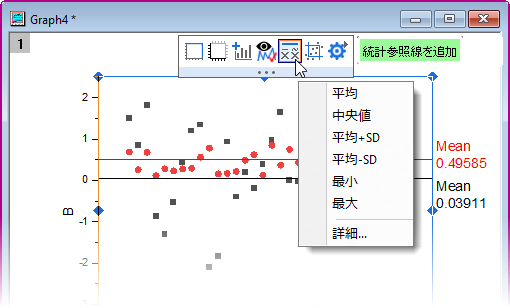 Graph4 *
1
統計参照線を追加
平均
中央値
平均+SD
平均-SD
最小
最大
詳細...
2
1
0
-1
-2
B
Mean
0.49585
Mean
0.03911